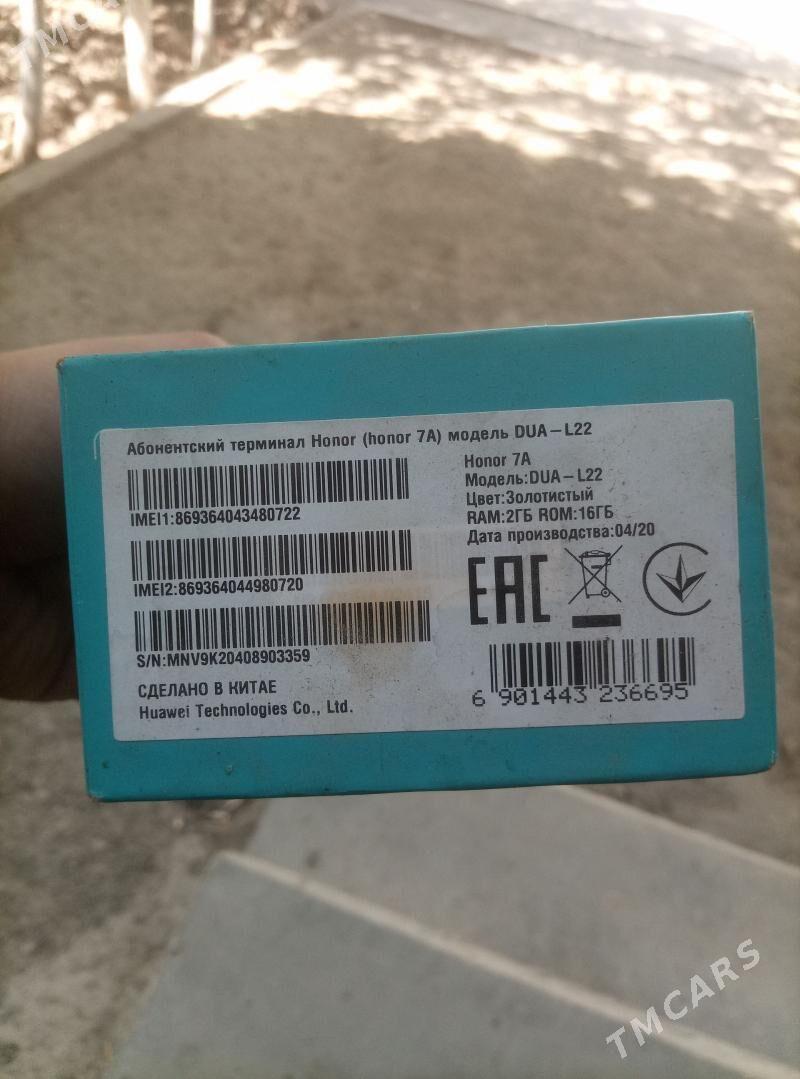 TMCARS
Абонентский терминал Honor (honor 7A) модель DUA-L22
IMEI1:869364043480722
IMEI2:869364044980720
S/N:MNV9K20408903359
СДЕЛАНО В КИТАЕ
Huawei Technologies Co., Ltd.
Honor 7A
Модель:DUA-L22
Цвет:Золотистый
RAM:2ГБ ROM:16ГБ
Дата производства:04/20
EAC
6 901443 236695
TMCARS